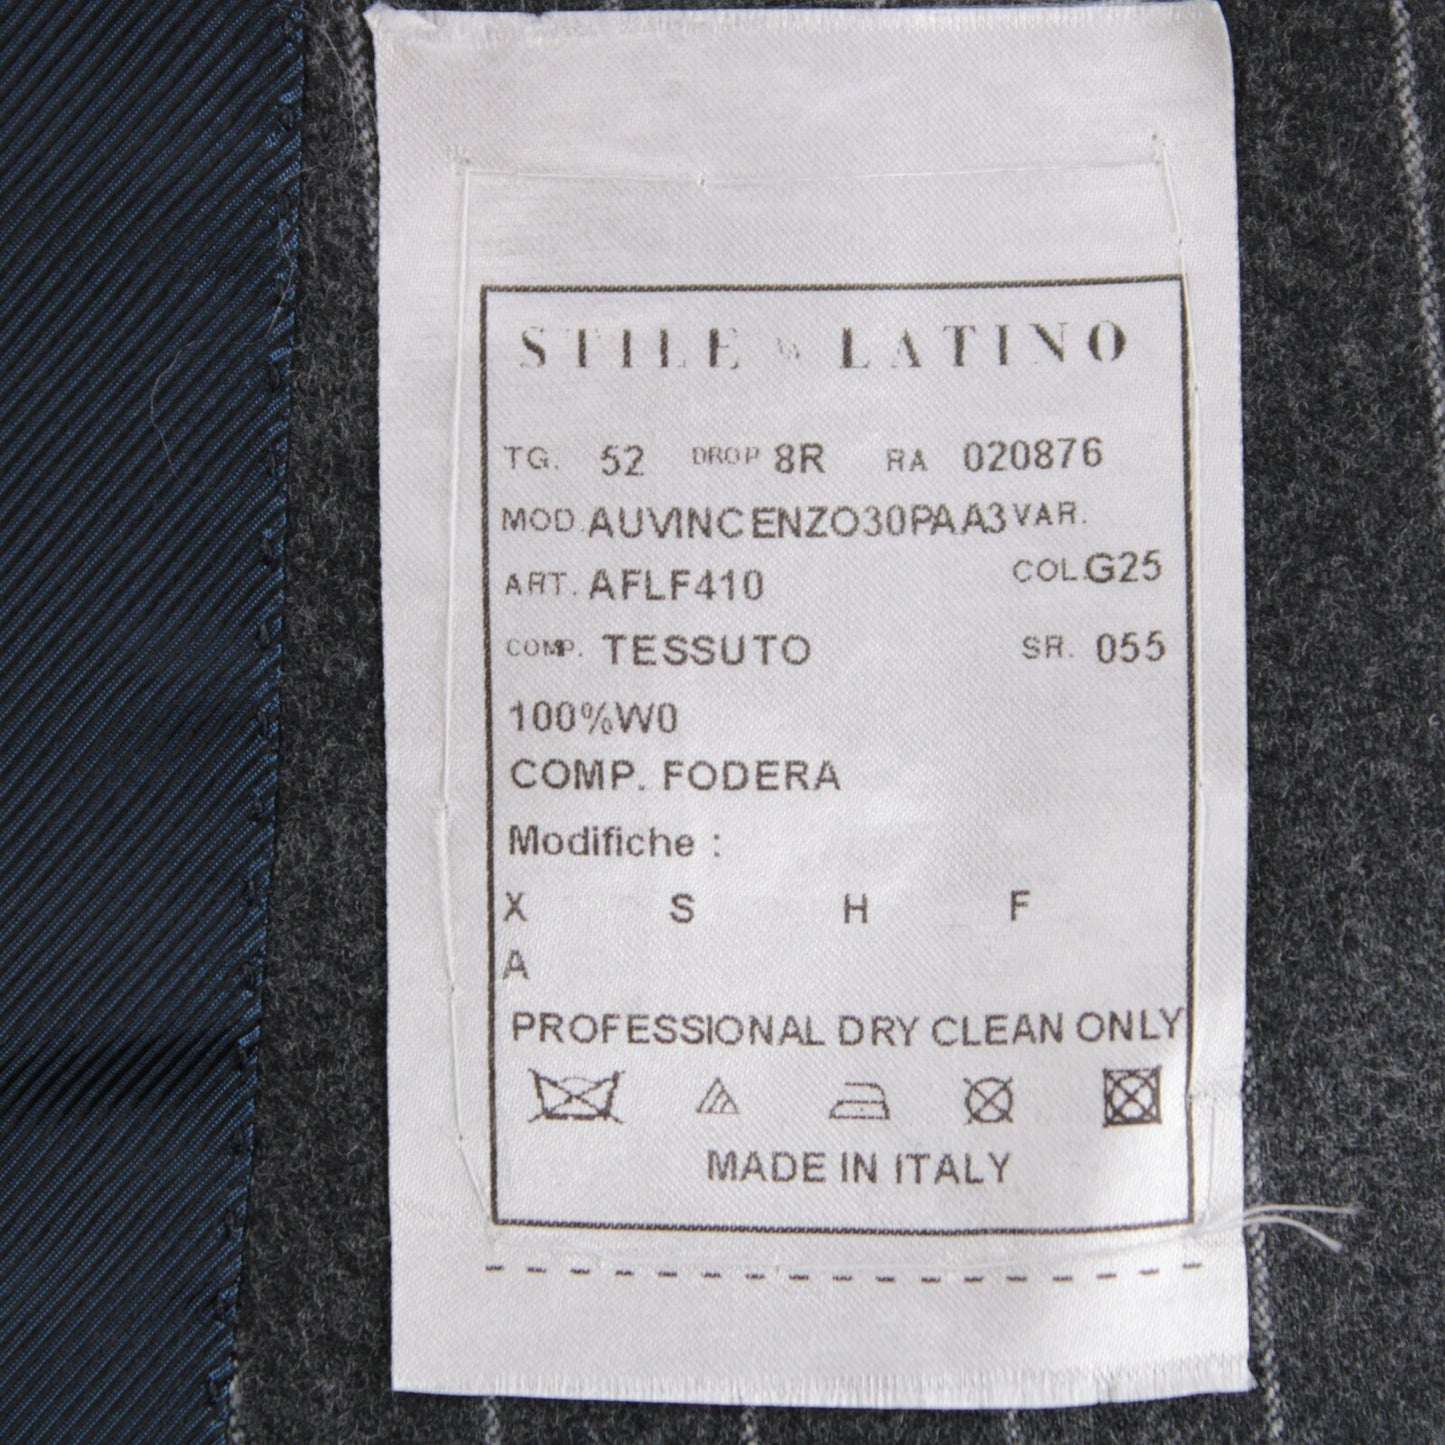 STILE LATINO
TG. 52 DROP 8R RA 020876
MOD. AUVINCENZO30PAA3 VAR.
ART. AFLF410 COL. G25
COMP. TESSUTO SR. 055
100%W0
COMP. FODERA
Modifiche :
X S H F
A
PROFESSIONAL DRY CLEAN ONLY
MADE IN ITALY